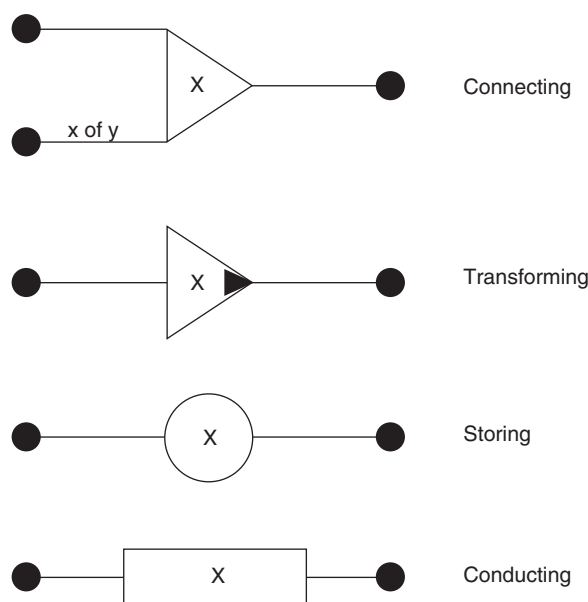 X
Connecting
x of y
X
Transforming
X
Storing
X
Conducting